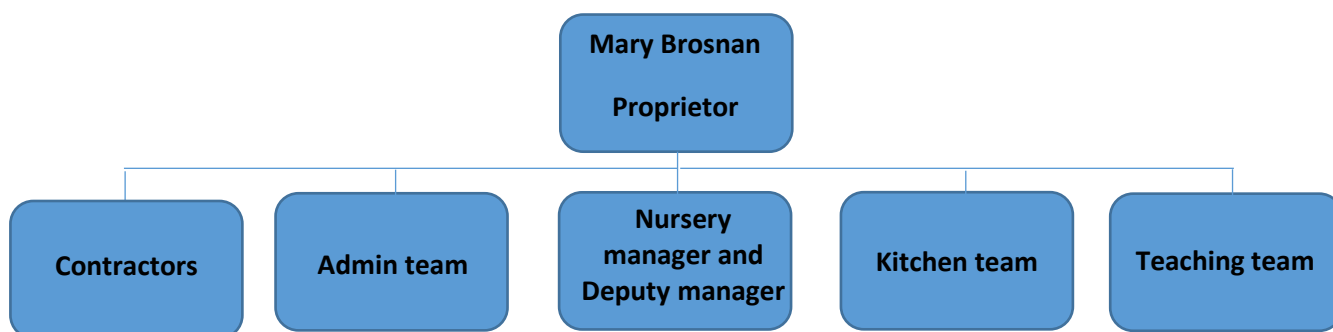 Mary Brosnan
Proprietor
Contractors
Admin team
Nursery
manager and
Deputy manager
Kitchen team
Teaching team